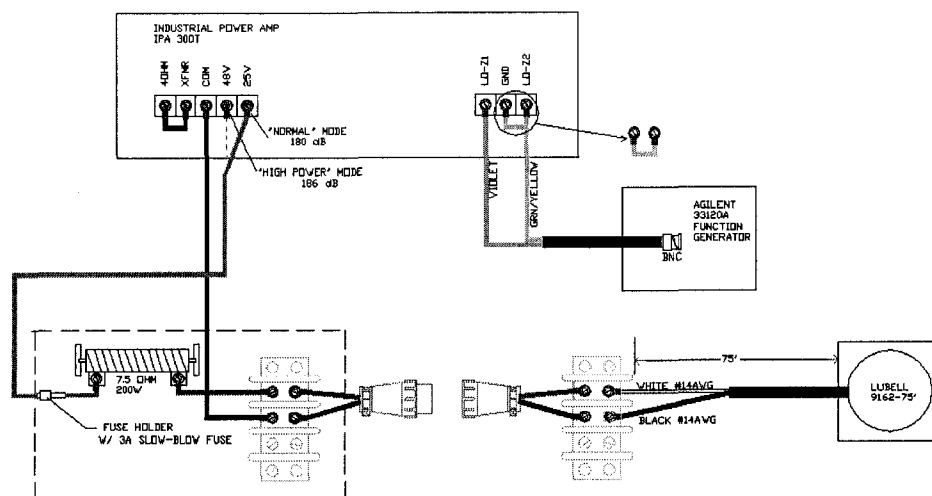 INDUSTRIAL POWER AMP
IPA 300T
4OHM
XFMR
COM
48V
25V
LO-Z1
GND
LO-Z2
"NORMAL" MODE
180 dB
"HIGH POWER" MODE
186 dB
VIOLET
GRN/YELLOW
AGILENT
33120A
FUNCTION
GENERATOR
BNC
7.5 OHM
200W
FUSE HOLDER
W/ 3A SLOW-BLOW FUSE
75'
WHITE #14AWG
BLACK #14AWG
LUBELL
9162-75'